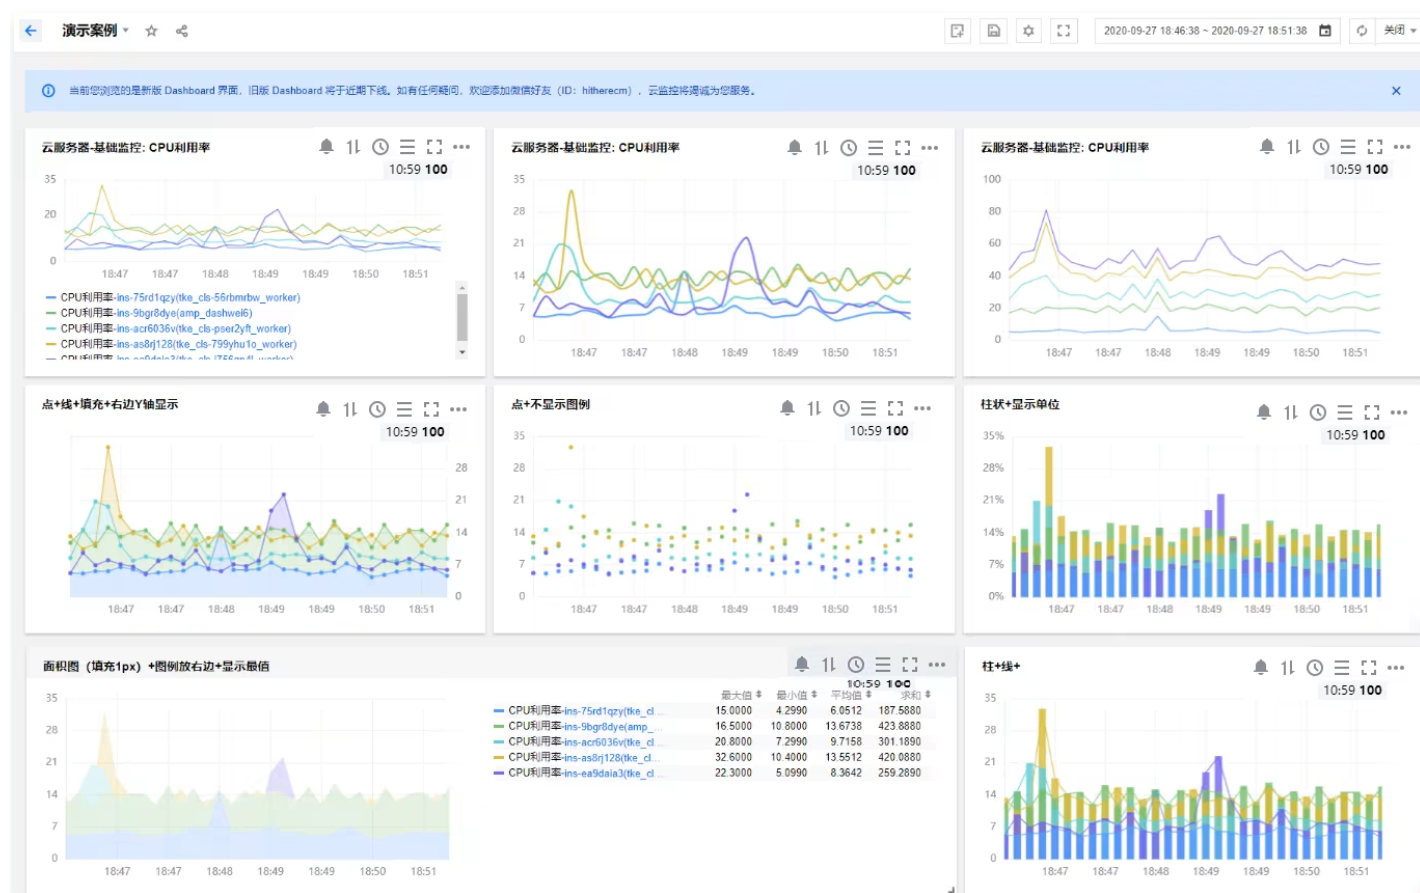 演示案例
2020-09-27 18:46:38 ~ 2020-09-27 18:51:38
关闭
当前您浏览的是新版 Dashboard 界面，旧版 Dashboard 将于近期下线。如有任何疑问，欢迎添加微信好友（ID：hitherecm），云监控将竭诚为您服务。
云服务器-基础监控: CPU利用率
10:59 100
35
20
0
18:47 18:47 18:48 18:49 18:49 18:50 18:51
CPU利用率-ins-75rd1qzy(tke_cls-56rbmrbw_worker)
CPU利用率-ins-9bgr8dye(amp_dashwei6)
CPU利用率-ins-acr6036v(tke_cls-pser2yft_worker)
CPU利用率-ins-as8rj128(tke_cls-799yhu1o_worker)
云服务器-基础监控: CPU利用率
10:59 100
35
28
21
14
7
0
18:47 18:47 18:48 18:49 18:49 18:50 18:51
云服务器-基础监控: CPU利用率
10:59 100
100
80
60
40
20
0
18:47 18:47 18:48 18:49 18:49 18:50 18:51
点+线+填充+右边Y轴显示
10:59 100
28
21
14
7
0
18:47 18:47 18:48 18:49 18:49 18:50 18:51
点+不显示图例
10:59 100
35
28
21
14
7
0
18:47 18:47 18:48 18:49 18:49 18:50 18:51
柱状+显示单位
10:59 100
35%
28%
21%
14%
7%
0%
18:47 18:47 18:48 18:49 18:49 18:50 18:51
面积图（填充1px）+图例放右边+显示最值
10:59 100
35
28
21
14
7
0
18:47 18:47 18:48 18:49 18:49 18:50 18:51
最大值 最小值 平均值 求和
CPU利用率-ins-75rd1qzy(tke_cl... 15.0000 4.2990 6.0512 187.5880
CPU利用率-ins-9bgr8dye(amp_... 16.5000 10.8000 13.6738 423.8880
CPU利用率-ins-acr6036v(tke_cl... 20.8000 7.2990 9.7158 301.1890
CPU利用率-ins-as8rj128(tke_cl... 32.6000 10.4000 13.5512 420.0880
CPU利用率-ins-ea9daia3(tke_cl... 22.3000 5.0990 8.3642 259.2890
柱+线+
10:59 100
35
28
21
14
7
0
18:47 18:47 18:48 18:49 18:49 18:50 18:51